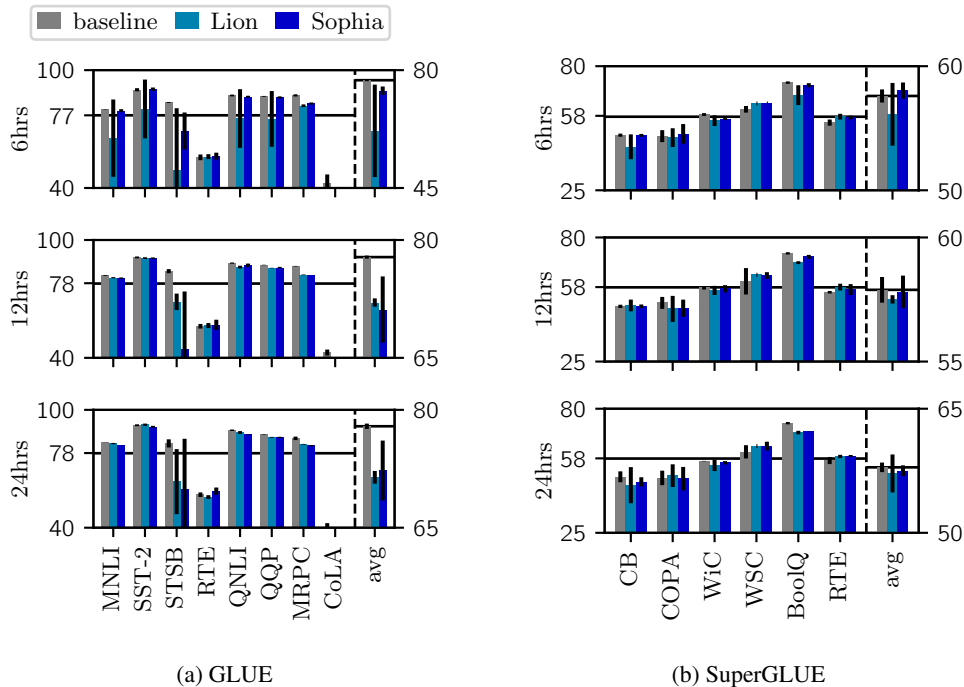 baseline Lion Sophia
6hrs
100
77
40
80
45
12hrs
100
78
40
80
65
24hrs
100
78
40
80
65
MNLI
SST-2
STSB
RTE
QNLI
QQP
MRPC
CoLA
avg
(a) GLUE
6hrs
80
58
25
60
50
12hrs
80
58
25
60
55
24hrs
80
58
25
65
50
CB
COPA
WiC
WSC
BoolQ
RTE
avg
(b) SuperGLUE